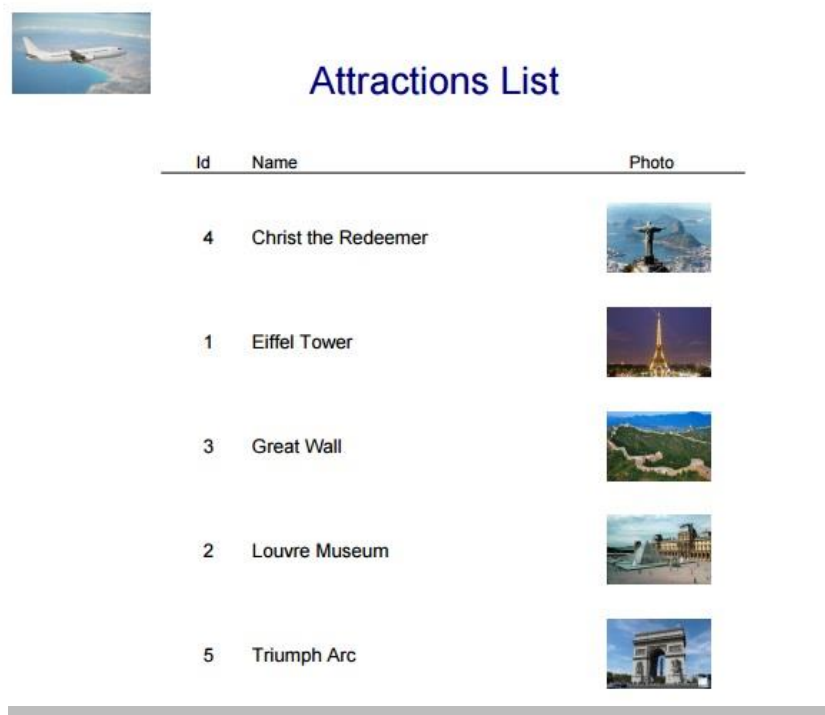 Attractions List
Id Name Photo
4 Christ the Redeemer
1 Eiffel Tower
3 Great Wall
2 Louvre Museum
5 Triumph Arc